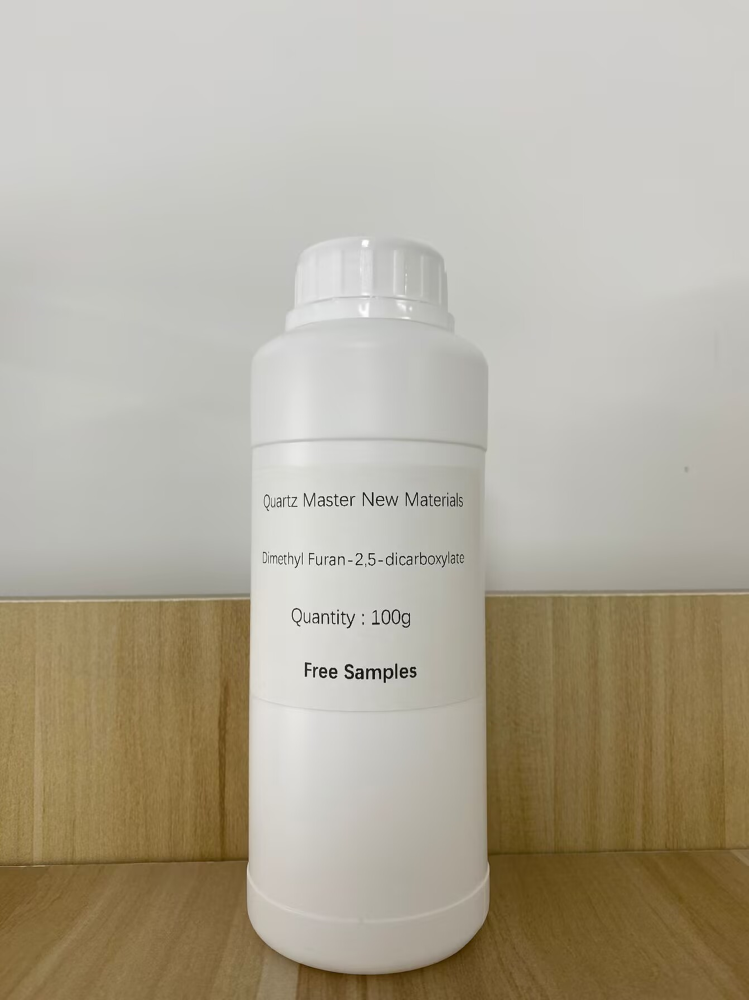 Quartz Master New Materials
Dimethyl Furan-2,5-dicarboxylate
Quantity : 100g
Free Samples